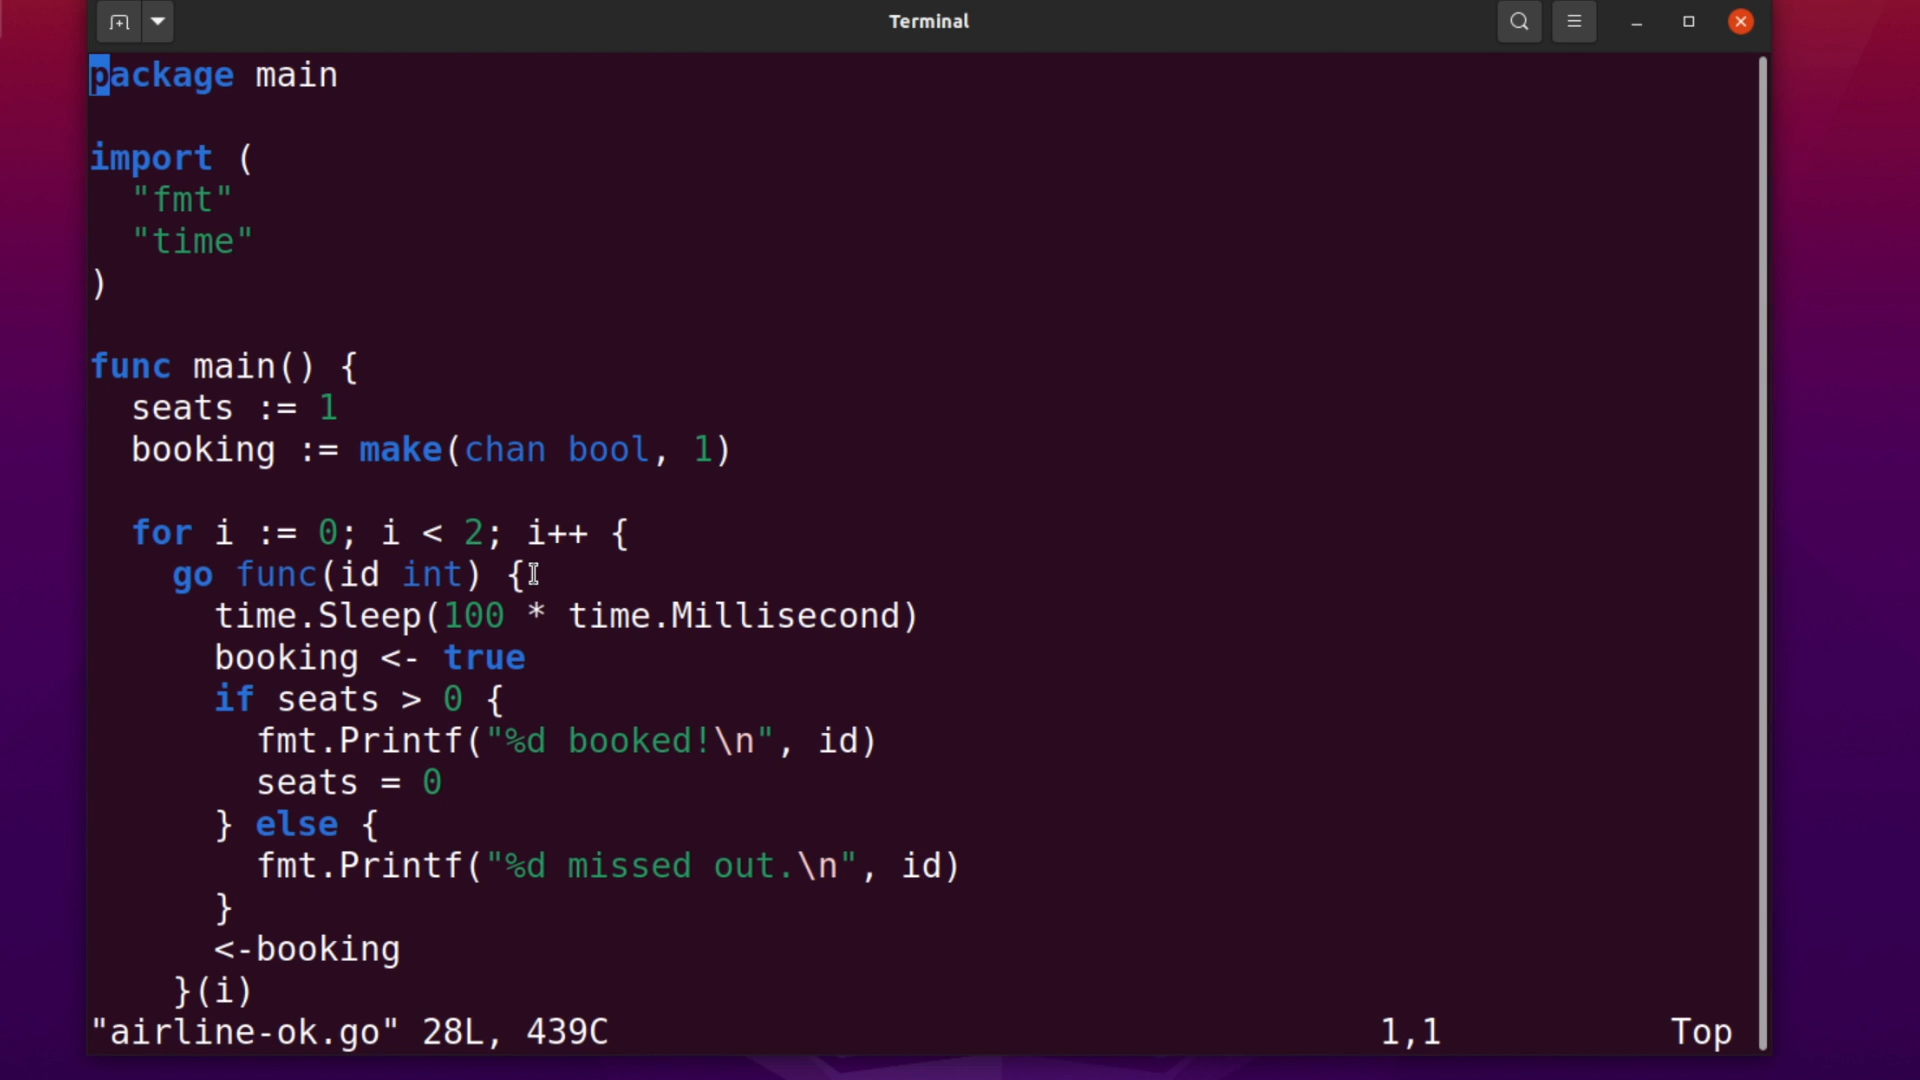 Terminal
package main
import (
"fmt"
"time"
)
func main() {
seats := 1
booking := make(chan bool, 1)
for i := 0; i < 2; i++ {
go func(id int) {
time.Sleep(100 * time.Millisecond)
booking <- true
if seats > 0 {
fmt.Printf("%d booked!\n", id)
seats = 0
} else {
fmt.Printf("%d missed out.\n", id)
}
<-booking
}(i)
"airline-ok.go" 28L, 439C 1,1 Top